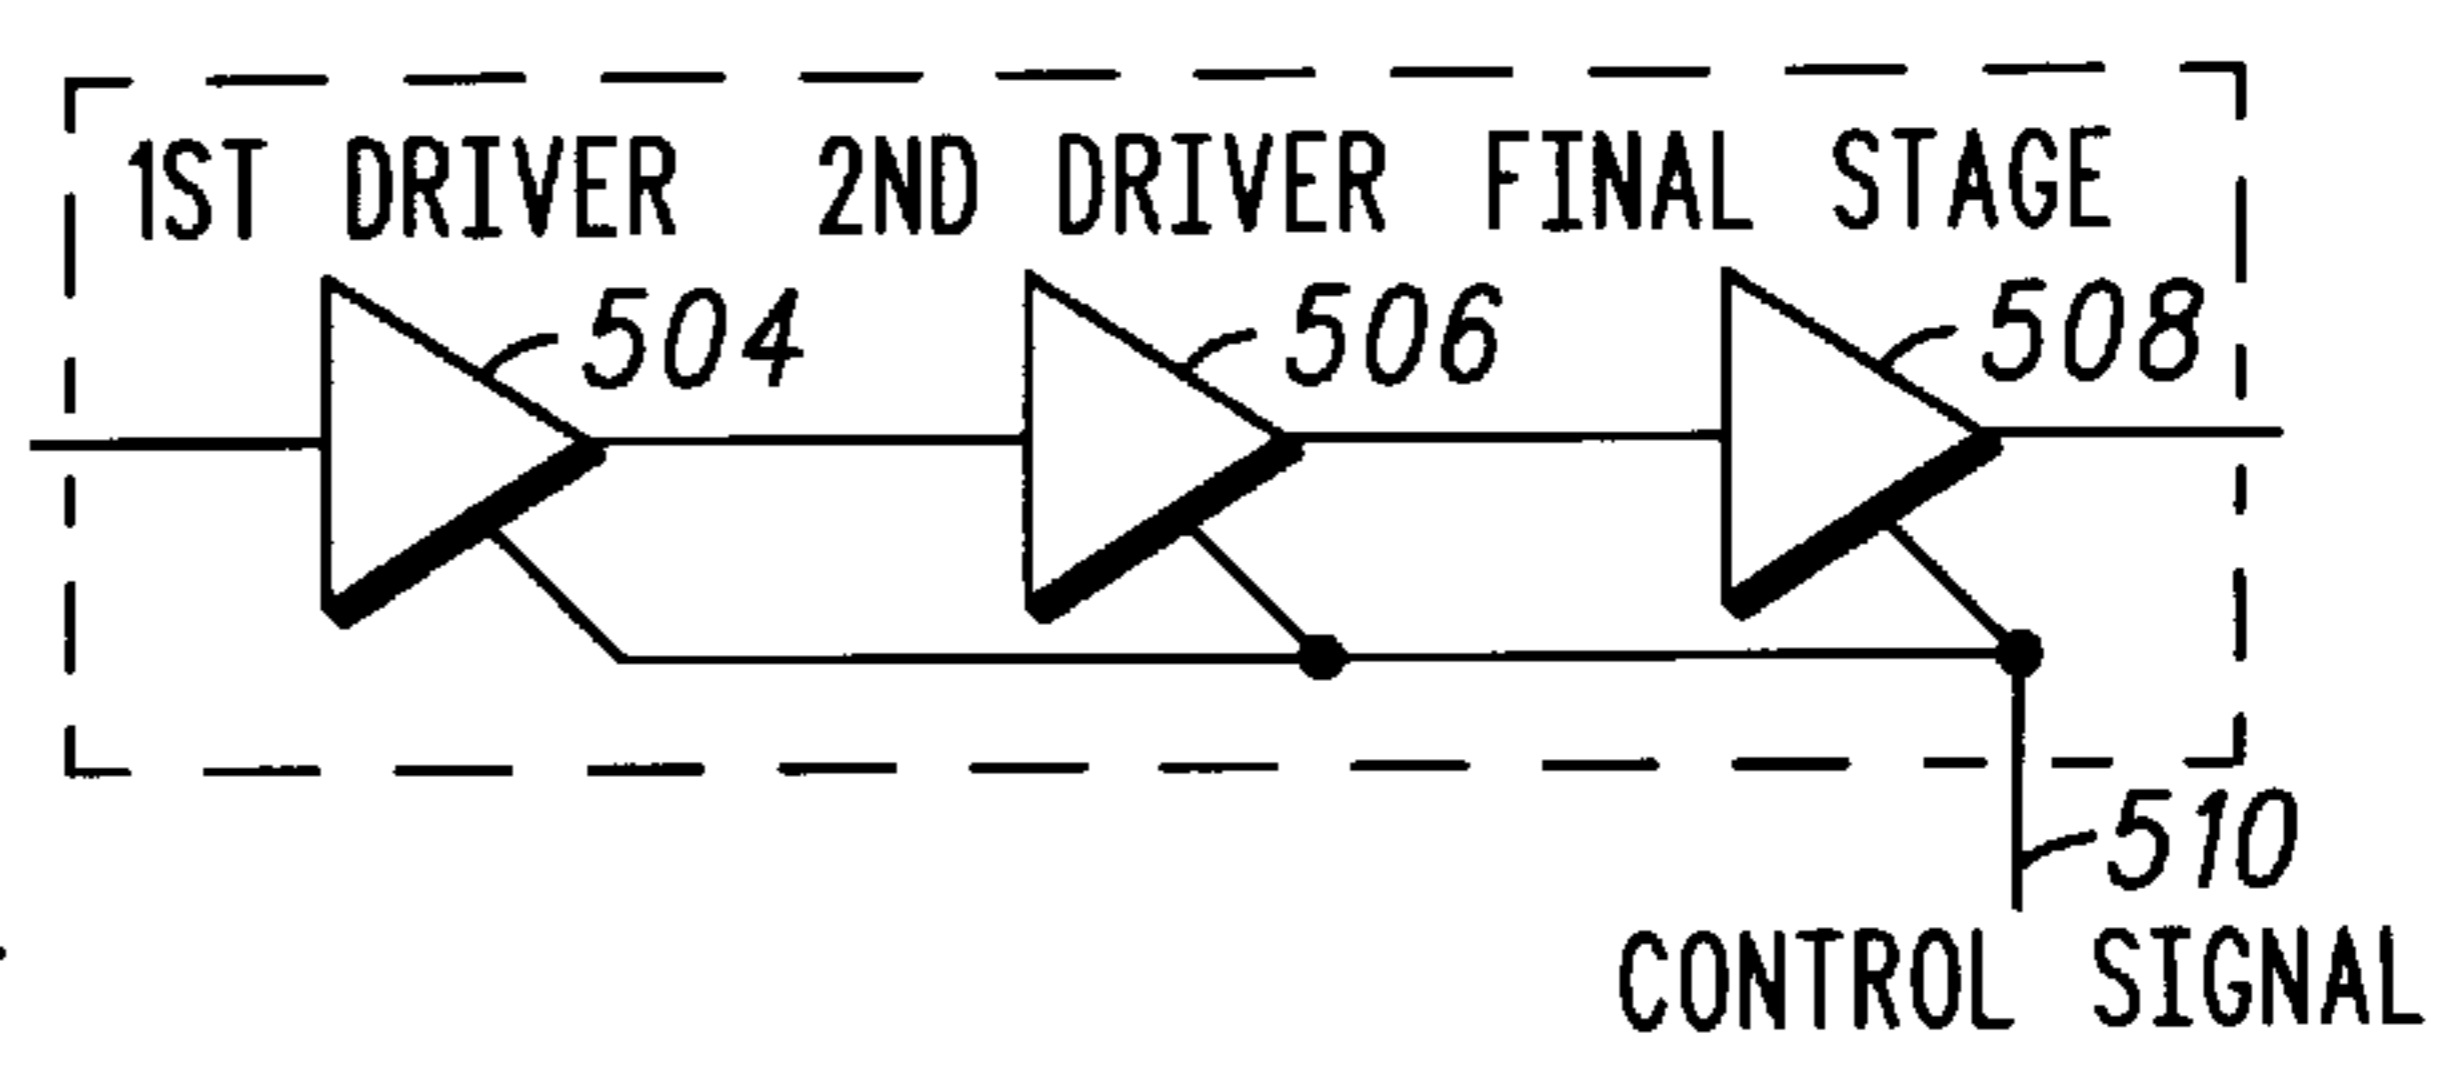 1ST DRIVER 2ND DRIVER FINAL STAGE
504 506 508
510
CONTROL SIGNAL